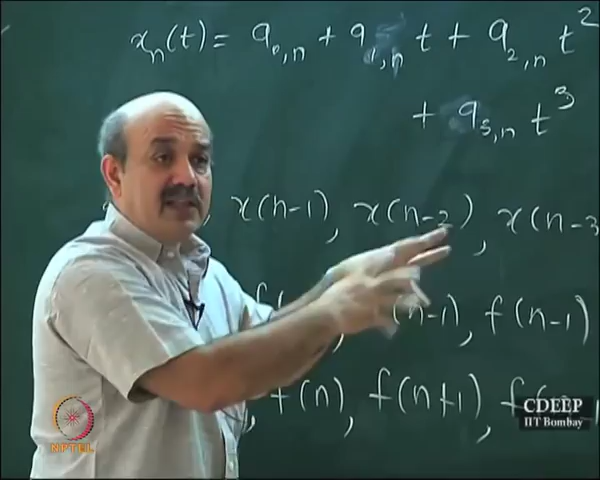 xₙ(t) = a₀,ₙ + a₁,ₙ t + a₂,ₙ t²
+ a₃,ₙ t³
x(n-1), x(n-2), x(n-3
f(n-1), f(n-1)
f(n), f(n+1), f(
NPTEL
CDEEP
IIT Bombay